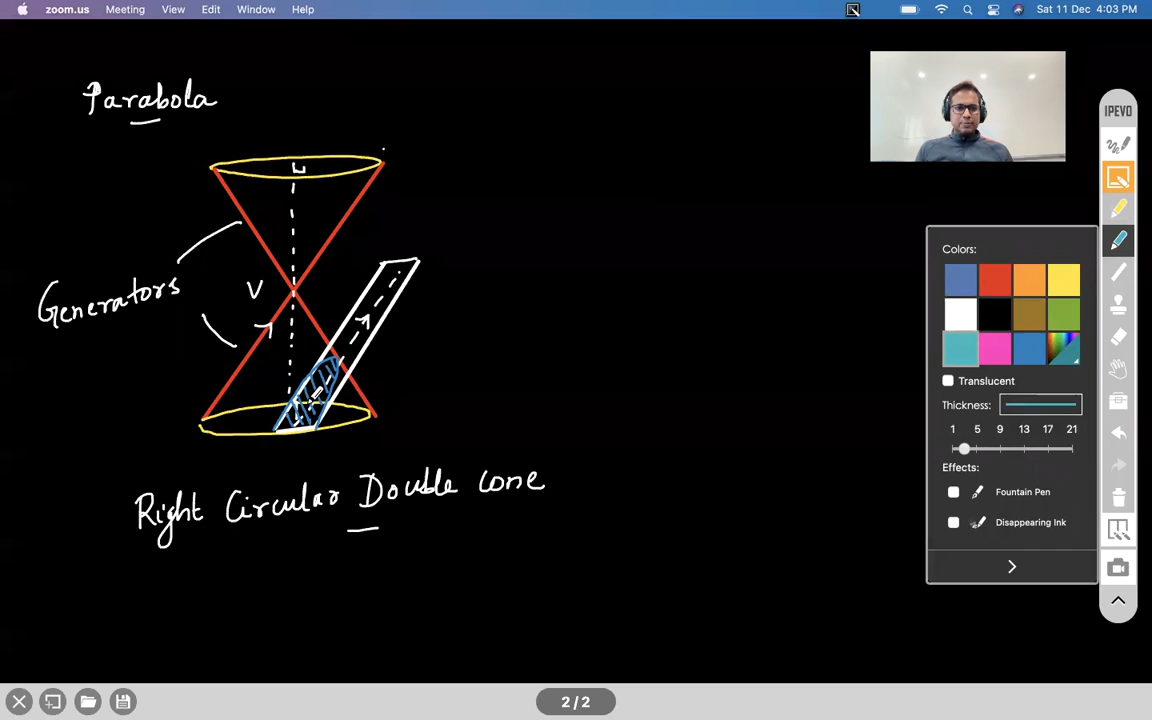 zoom.us Meeting View Edit Window Help Sat 11 Dec 4:03 PM
Parabola
IPEVO
Generators
V
Right Circular Double cone
Colors:
Translucent
Thickness:
1 5 9 13 17 21
Effects:
Fountain Pen
Disappearing Ink
2 / 2